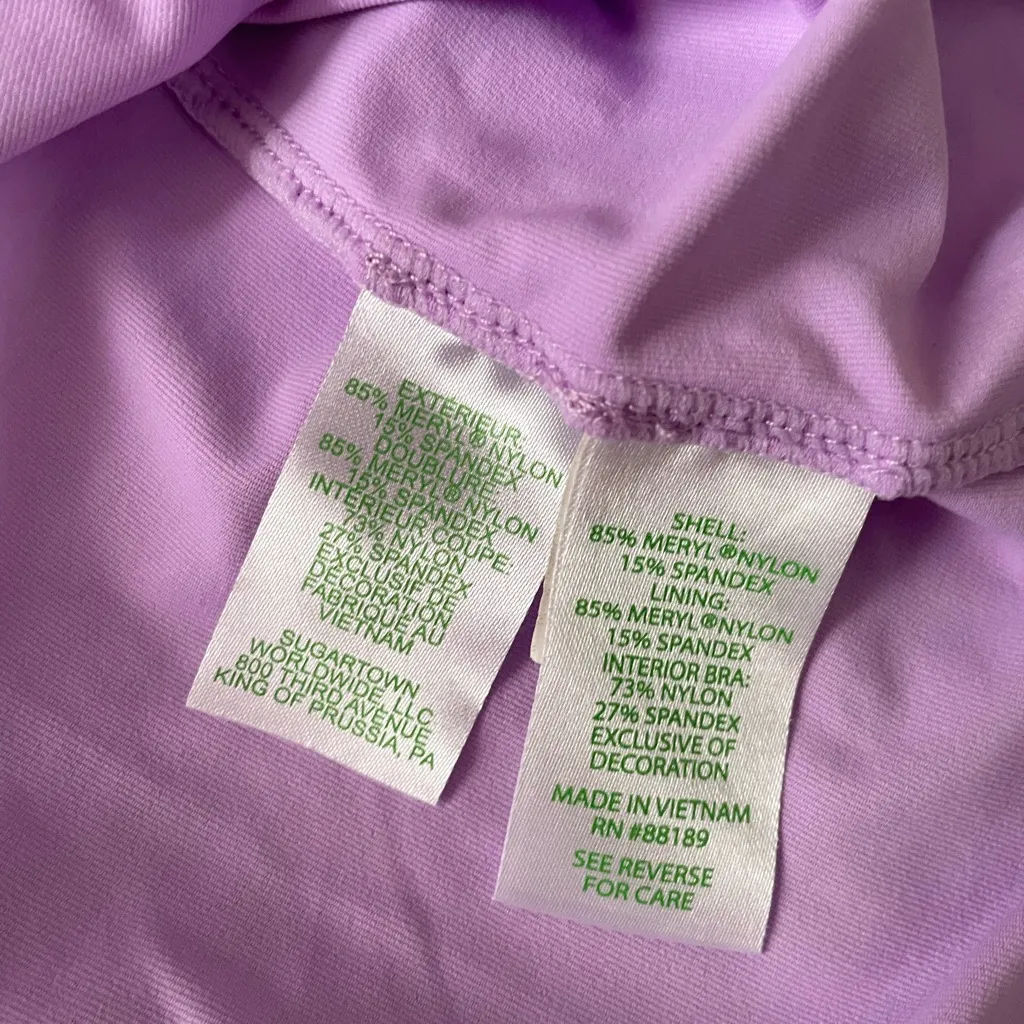 EXTERIEUR.
85% MERYL® NYLON
15% SPANDEX
DOUBLURE
85% MERYL® NYLON
15% SPANDEX
INTERIEUR COUPE:
73% NYLON
27% SPANDEX
EXCLUSIF DE
DECORATION
FABRIQUE AU
VIETNAM
SUGARTOWN
WORLDWIDE LLC
800 THIRD AVENUE
KING OF PRUSSIA, PA
SHELL:
85% MERYL®NYLON
15% SPANDEX
LINING:
85% MERYL®NYLON
15% SPANDEX
INTERIOR BRA:
73% NYLON
27% SPANDEX
EXCLUSIVE OF
DECORATION
MADE IN VIETNAM
RN #88189
SEE REVERSE
FOR CARE